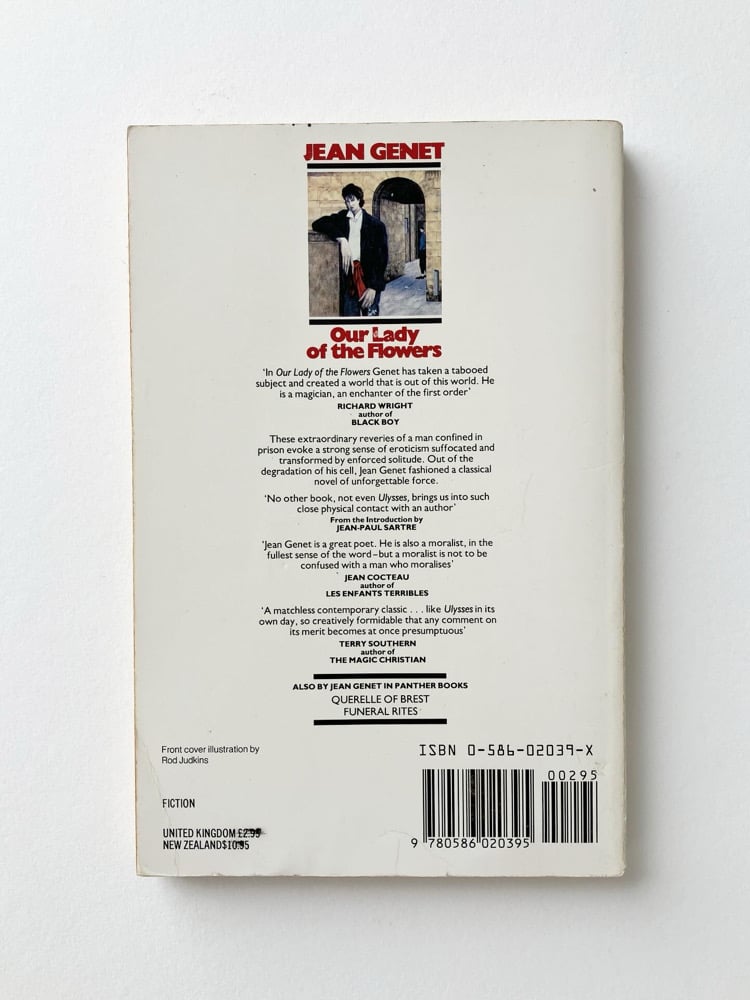 JEAN GENET
Our Lady
of the Flowers
‘In Our Lady of the Flowers Genet has taken a tabooed
subject and created a world that is out of this world. He
is a magician, an enchanter of the first order’
RICHARD WRIGHT
author of
BLACK BOY
These extraordinary reveries of a man confined in
prison evoke a strong sense of eroticism suffocated and
transformed by enforced solitude. Out of the
degradation of his cell, Jean Genet fashioned a classical
novel of unforgettable force.
‘No other book, not even Ulysses, brings us into such
close physical contact with an author’
From the Introduction by
JEAN-PAUL SARTRE
‘Jean Genet is a great poet. He is also a moralist, in the
fullest sense of the word–but a moralist is not to be
confused with a man who moralises’
JEAN COCTEAU
author of
LES ENFANTS TERRIBLES
‘A matchless contemporary classic . . . like Ulysses in its
own day, so creatively formidable that any comment on
its merit becomes at once presumptuous’
TERRY SOUTHERN
author of
THE MAGIC CHRISTIAN
ALSO BY JEAN GENET IN PANTHER BOOKS
QUERELLE OF BREST
FUNERAL RITES
Front cover illustration by
Rod Judkins
FICTION
UNITED KINGDOM £2.95
NEW ZEALAND $10.95
ISBN 0-586-02039-X
00295
9 780586 020395